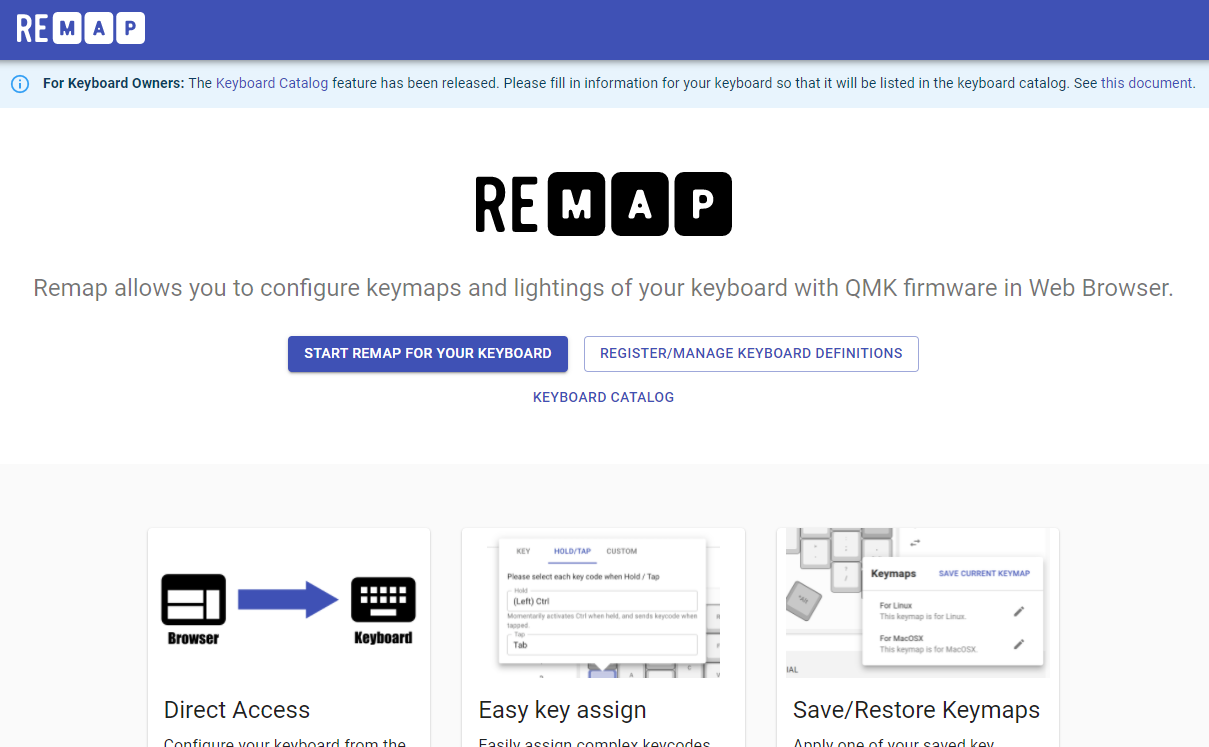 REMAP
For Keyboard Owners: The Keyboard Catalog feature has been released. Please fill in information for your keyboard so that it will be listed in the keyboard catalog. See this document.
REMAP
Remap allows you to configure keymaps and lightings of your keyboard with QMK firmware in Web Browser.
START REMAP FOR YOUR KEYBOARD
REGISTER/MANAGE KEYBOARD DEFINITIONS
KEYBOARD CATALOG
Browser
Keyboard
Direct Access
Configure your keyboard from the
KEY HOLD/TAP CUSTOM
Please select each key code when Hold / Tap
Hold
(Left) Ctrl
Momentarily activates Ctrl when held, and sends keycode when
tapped.
Tap
Tab
Easy key assign
Easily assign complex keycodes
Keymaps SAVE CURRENT KEYMAP
For Linux
This keymap is for Linux.
For MacOSX
This keymap is for MacOSX.
Save/Restore Keymaps
Apply one of your saved key